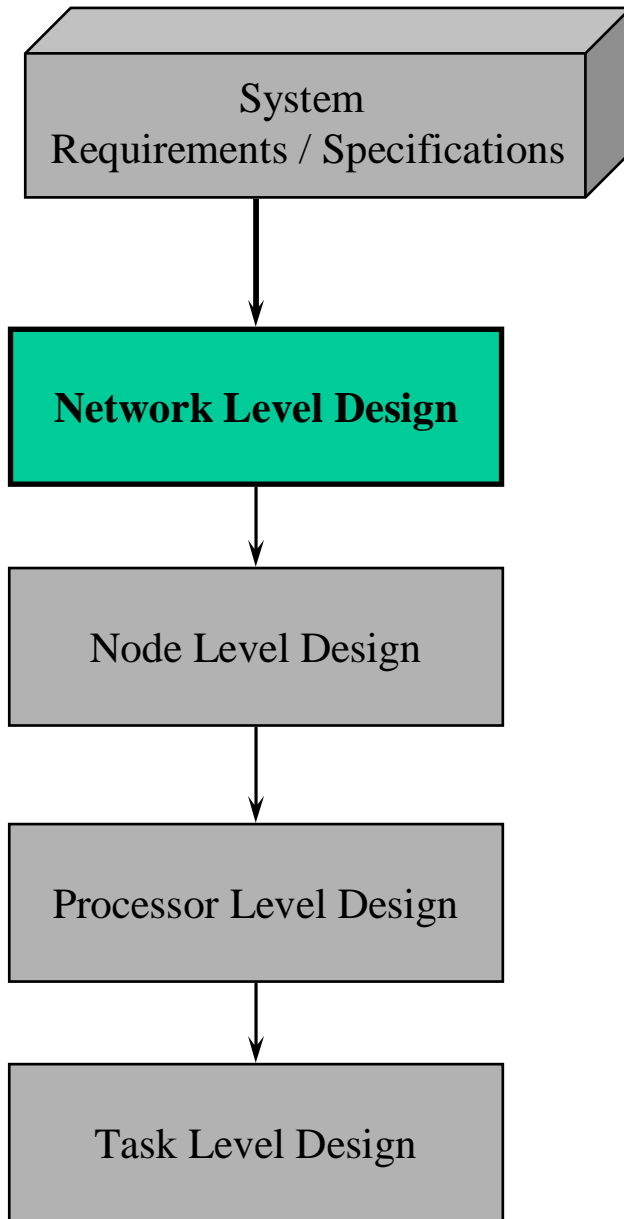 System
Requirements / Specifications
Network Level Design
Node Level Design
Processor Level Design
Task Level Design